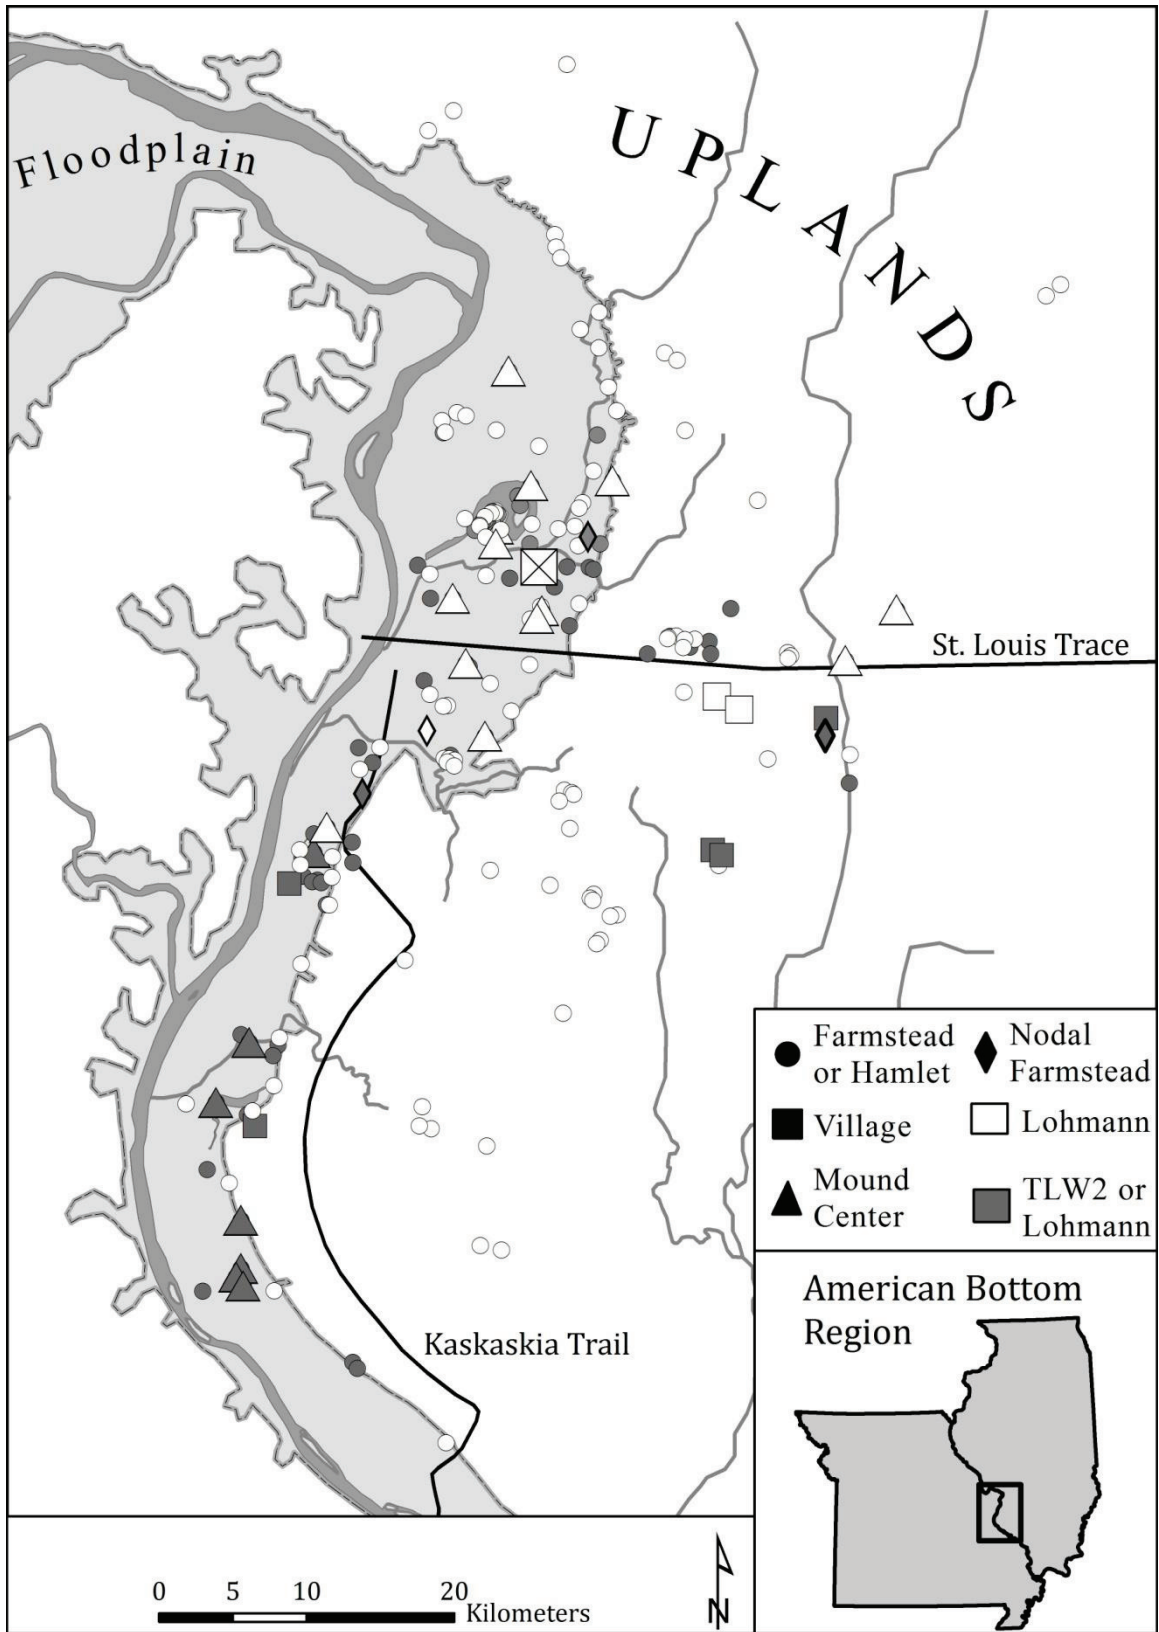 Floodplain
UPLANDS
St. Louis Trace
Kaskaskia Trail
Farmstead
or Hamlet
Nodal
Farmstead
Village
Lohmann
Mound
Center
TLW2 or
Lohmann
American Bottom
Region
0 5 10 20
Kilometers
N